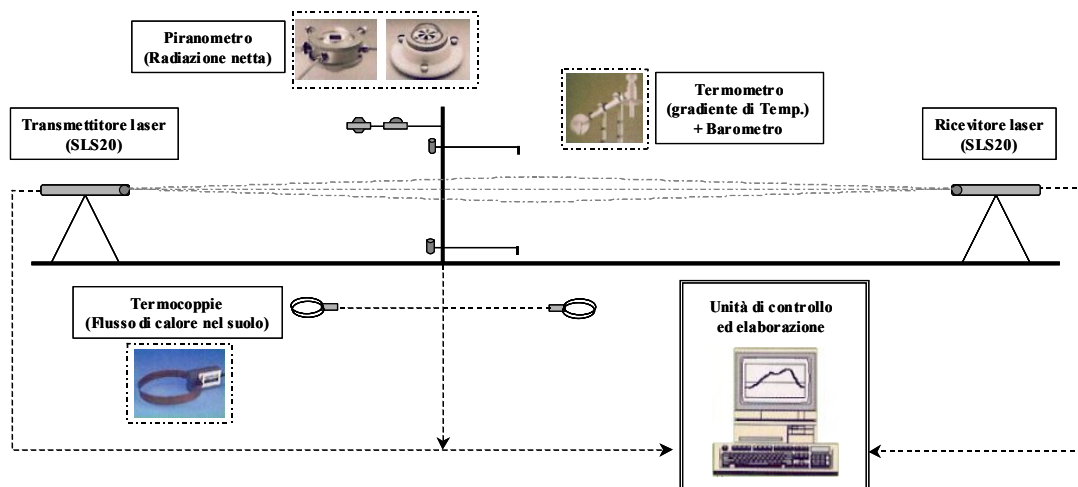 Piranometro
(Radiazione netta)
Termometro
(gradiente di Temp.)
+ Barometro
Transmettitore laser
(SLS20)
Ricevitore laser
(SLS20)
Termocoppie
(Flusso di calore nel suolo)
Unità di controllo
ed elaborazione